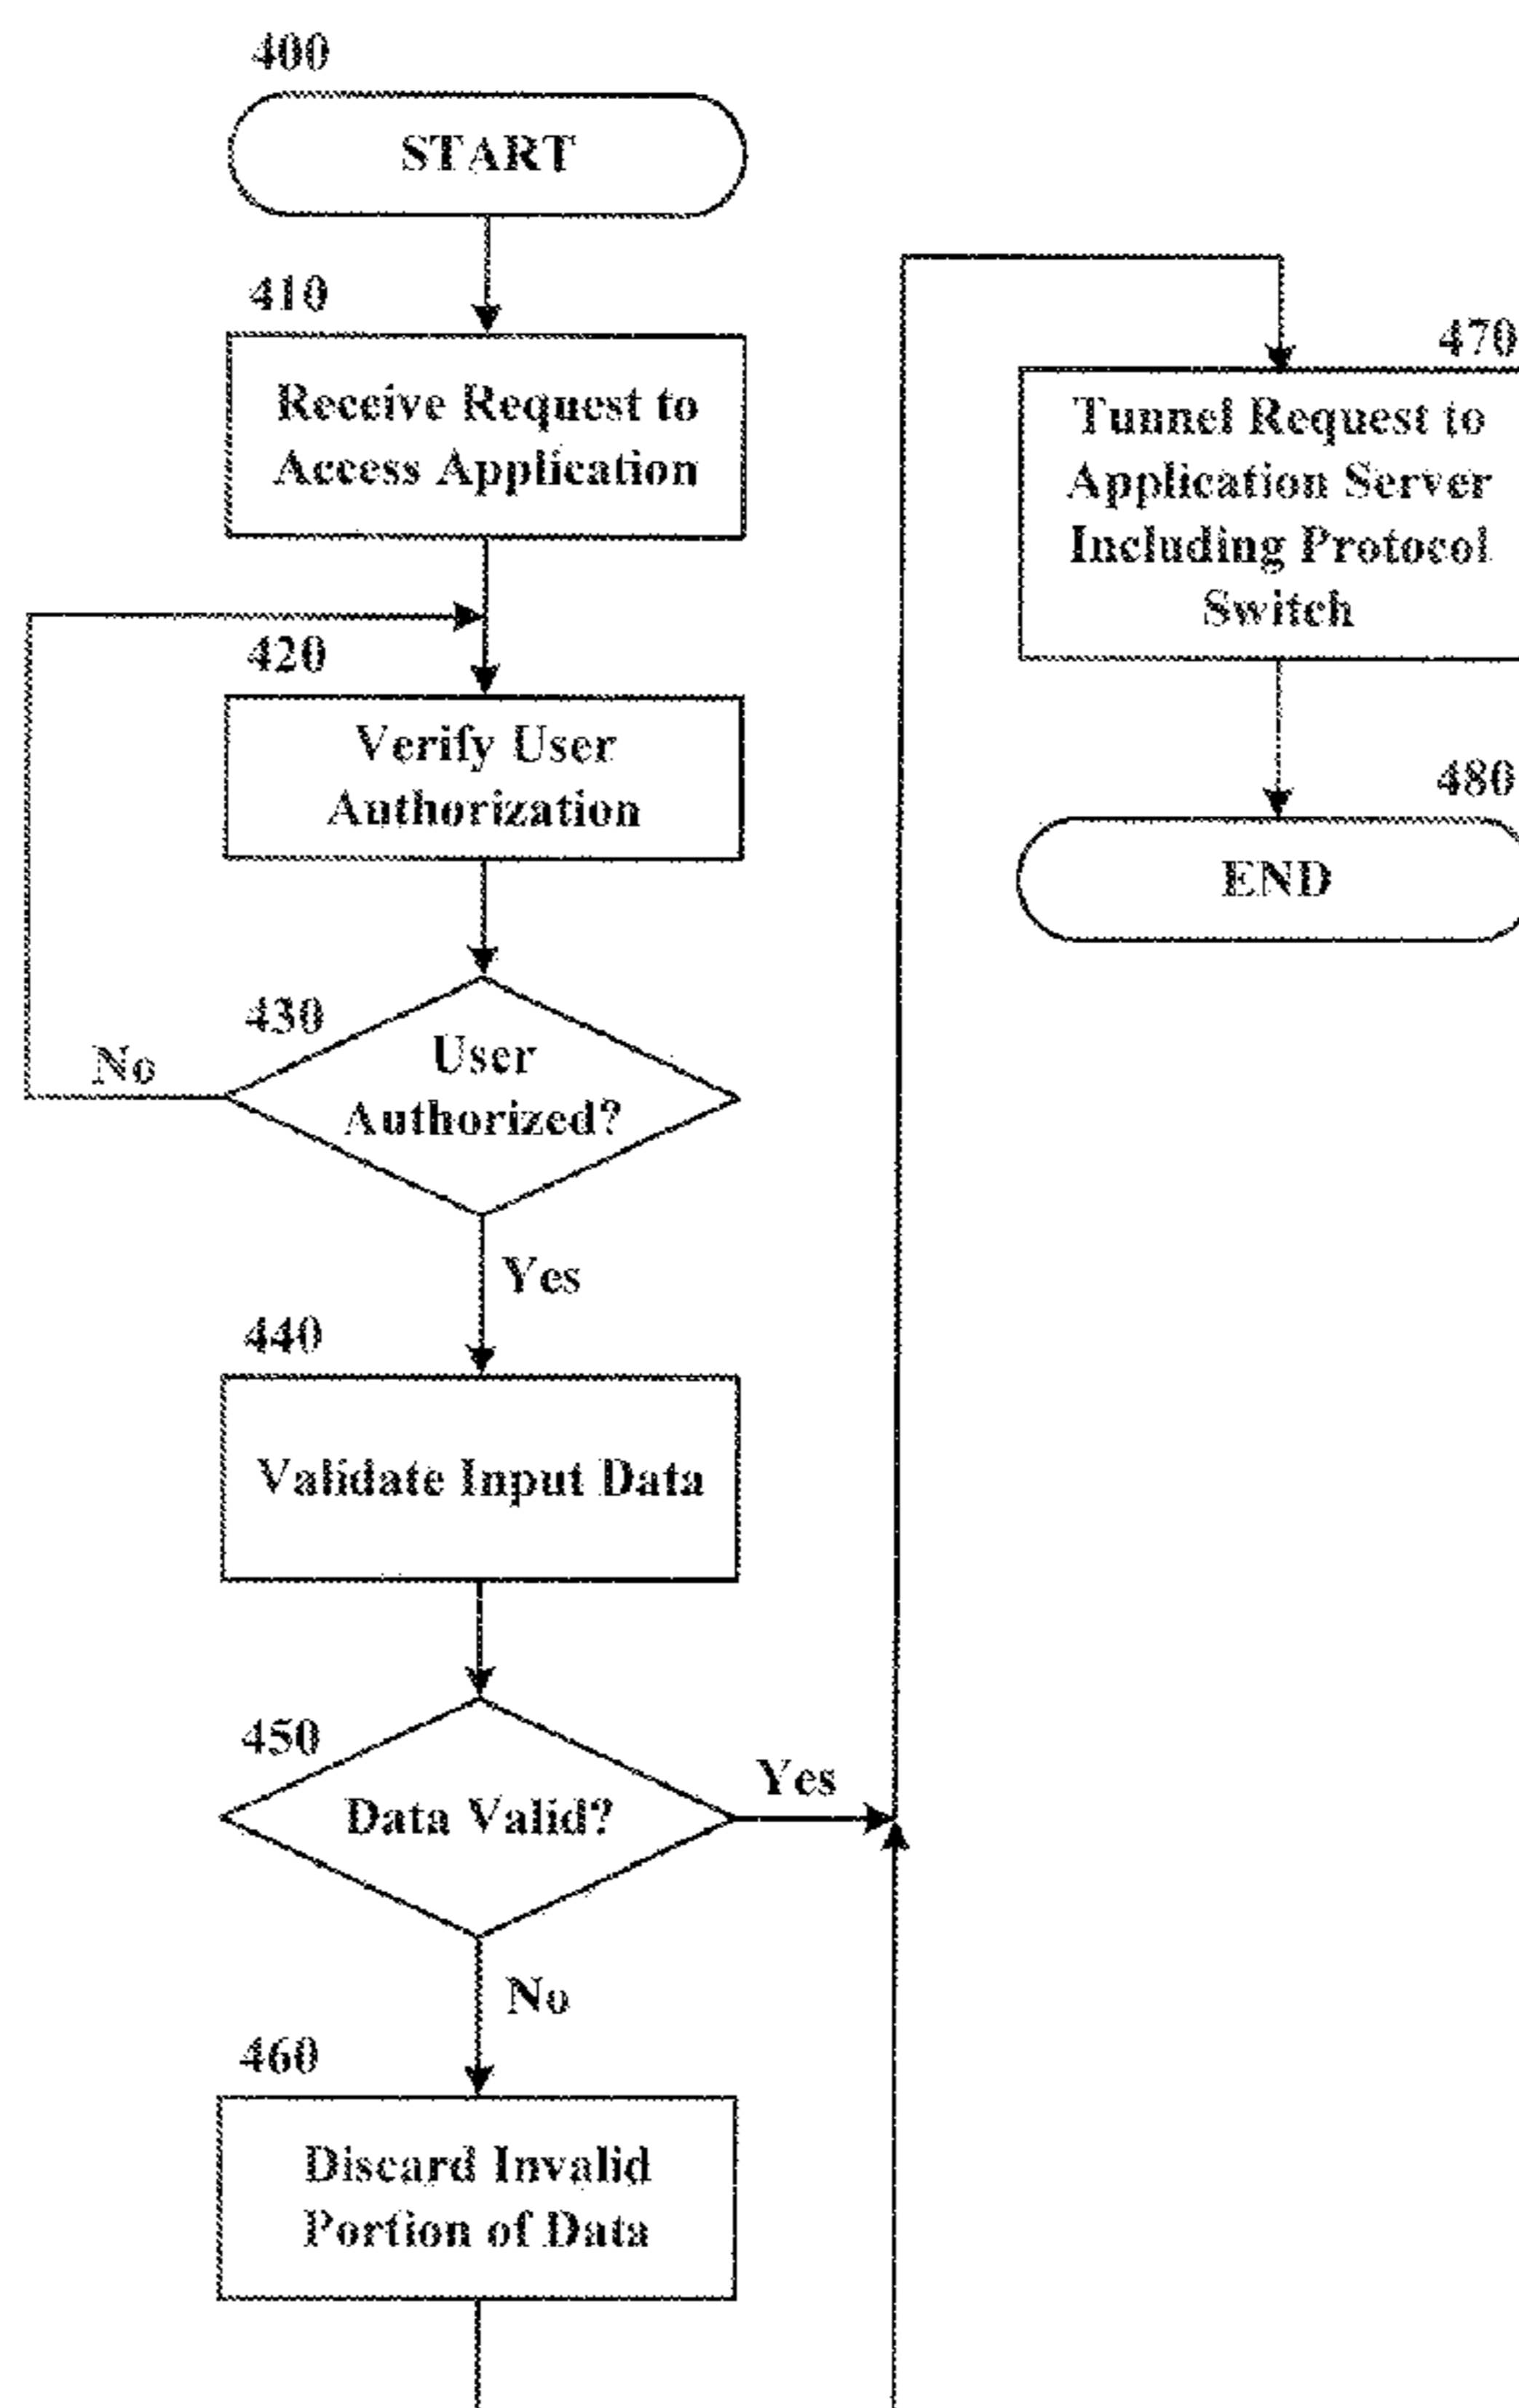 400
START
410
Receive Request to
Access Application
420
Verify User
Authorization
430
User
Authorized?
No
Yes
440
Validate Input Data
450
Data Valid?
Yes
No
460
Discard Invalid
Portion of Data
470
Tunnel Request to
Application Server
Including Protocol
Switch
480
END